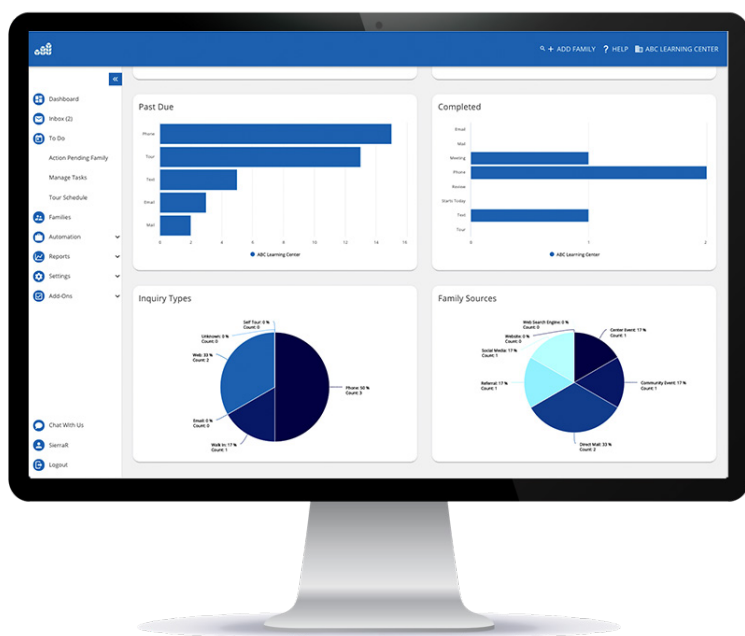 + ADD FAMILY ? HELP ABC LEARNING CENTER
«
Dashboard
Inbox (2)
To Do
Action Pending Family
Manage Tasks
Tour Schedule
Families
Automation
Reports
Settings
Add-Ons
Chat With Us
SierraR
Logout
Past Due
Phone
Tour
Text
Email
Mail
0 2 4 6 8 10 12 14 16
ABC Learning Center
Completed
Email
Mail
Meeting
Phone
Review
Starts Today
Text
Tour
0 1 2
ABC Learning Center
Inquiry Types
Self Tour: 0 %
Count: 0
Unknown: 0 %
Count: 0
Web: 33 %
Count: 2
Phone: 50 %
Count: 3
Email: 0 %
Count: 0
Walk In: 17 %
Count: 1
Family Sources
Web Search Engine: 0 %
Count: 0
Website: 0 %
Count: 0
Center Event: 17 %
Count: 1
Social Media: 17 %
Count: 1
Referral: 17 %
Count: 1
Community Event: 17 %
Count: 1
Direct Mail: 33 %
Count: 2